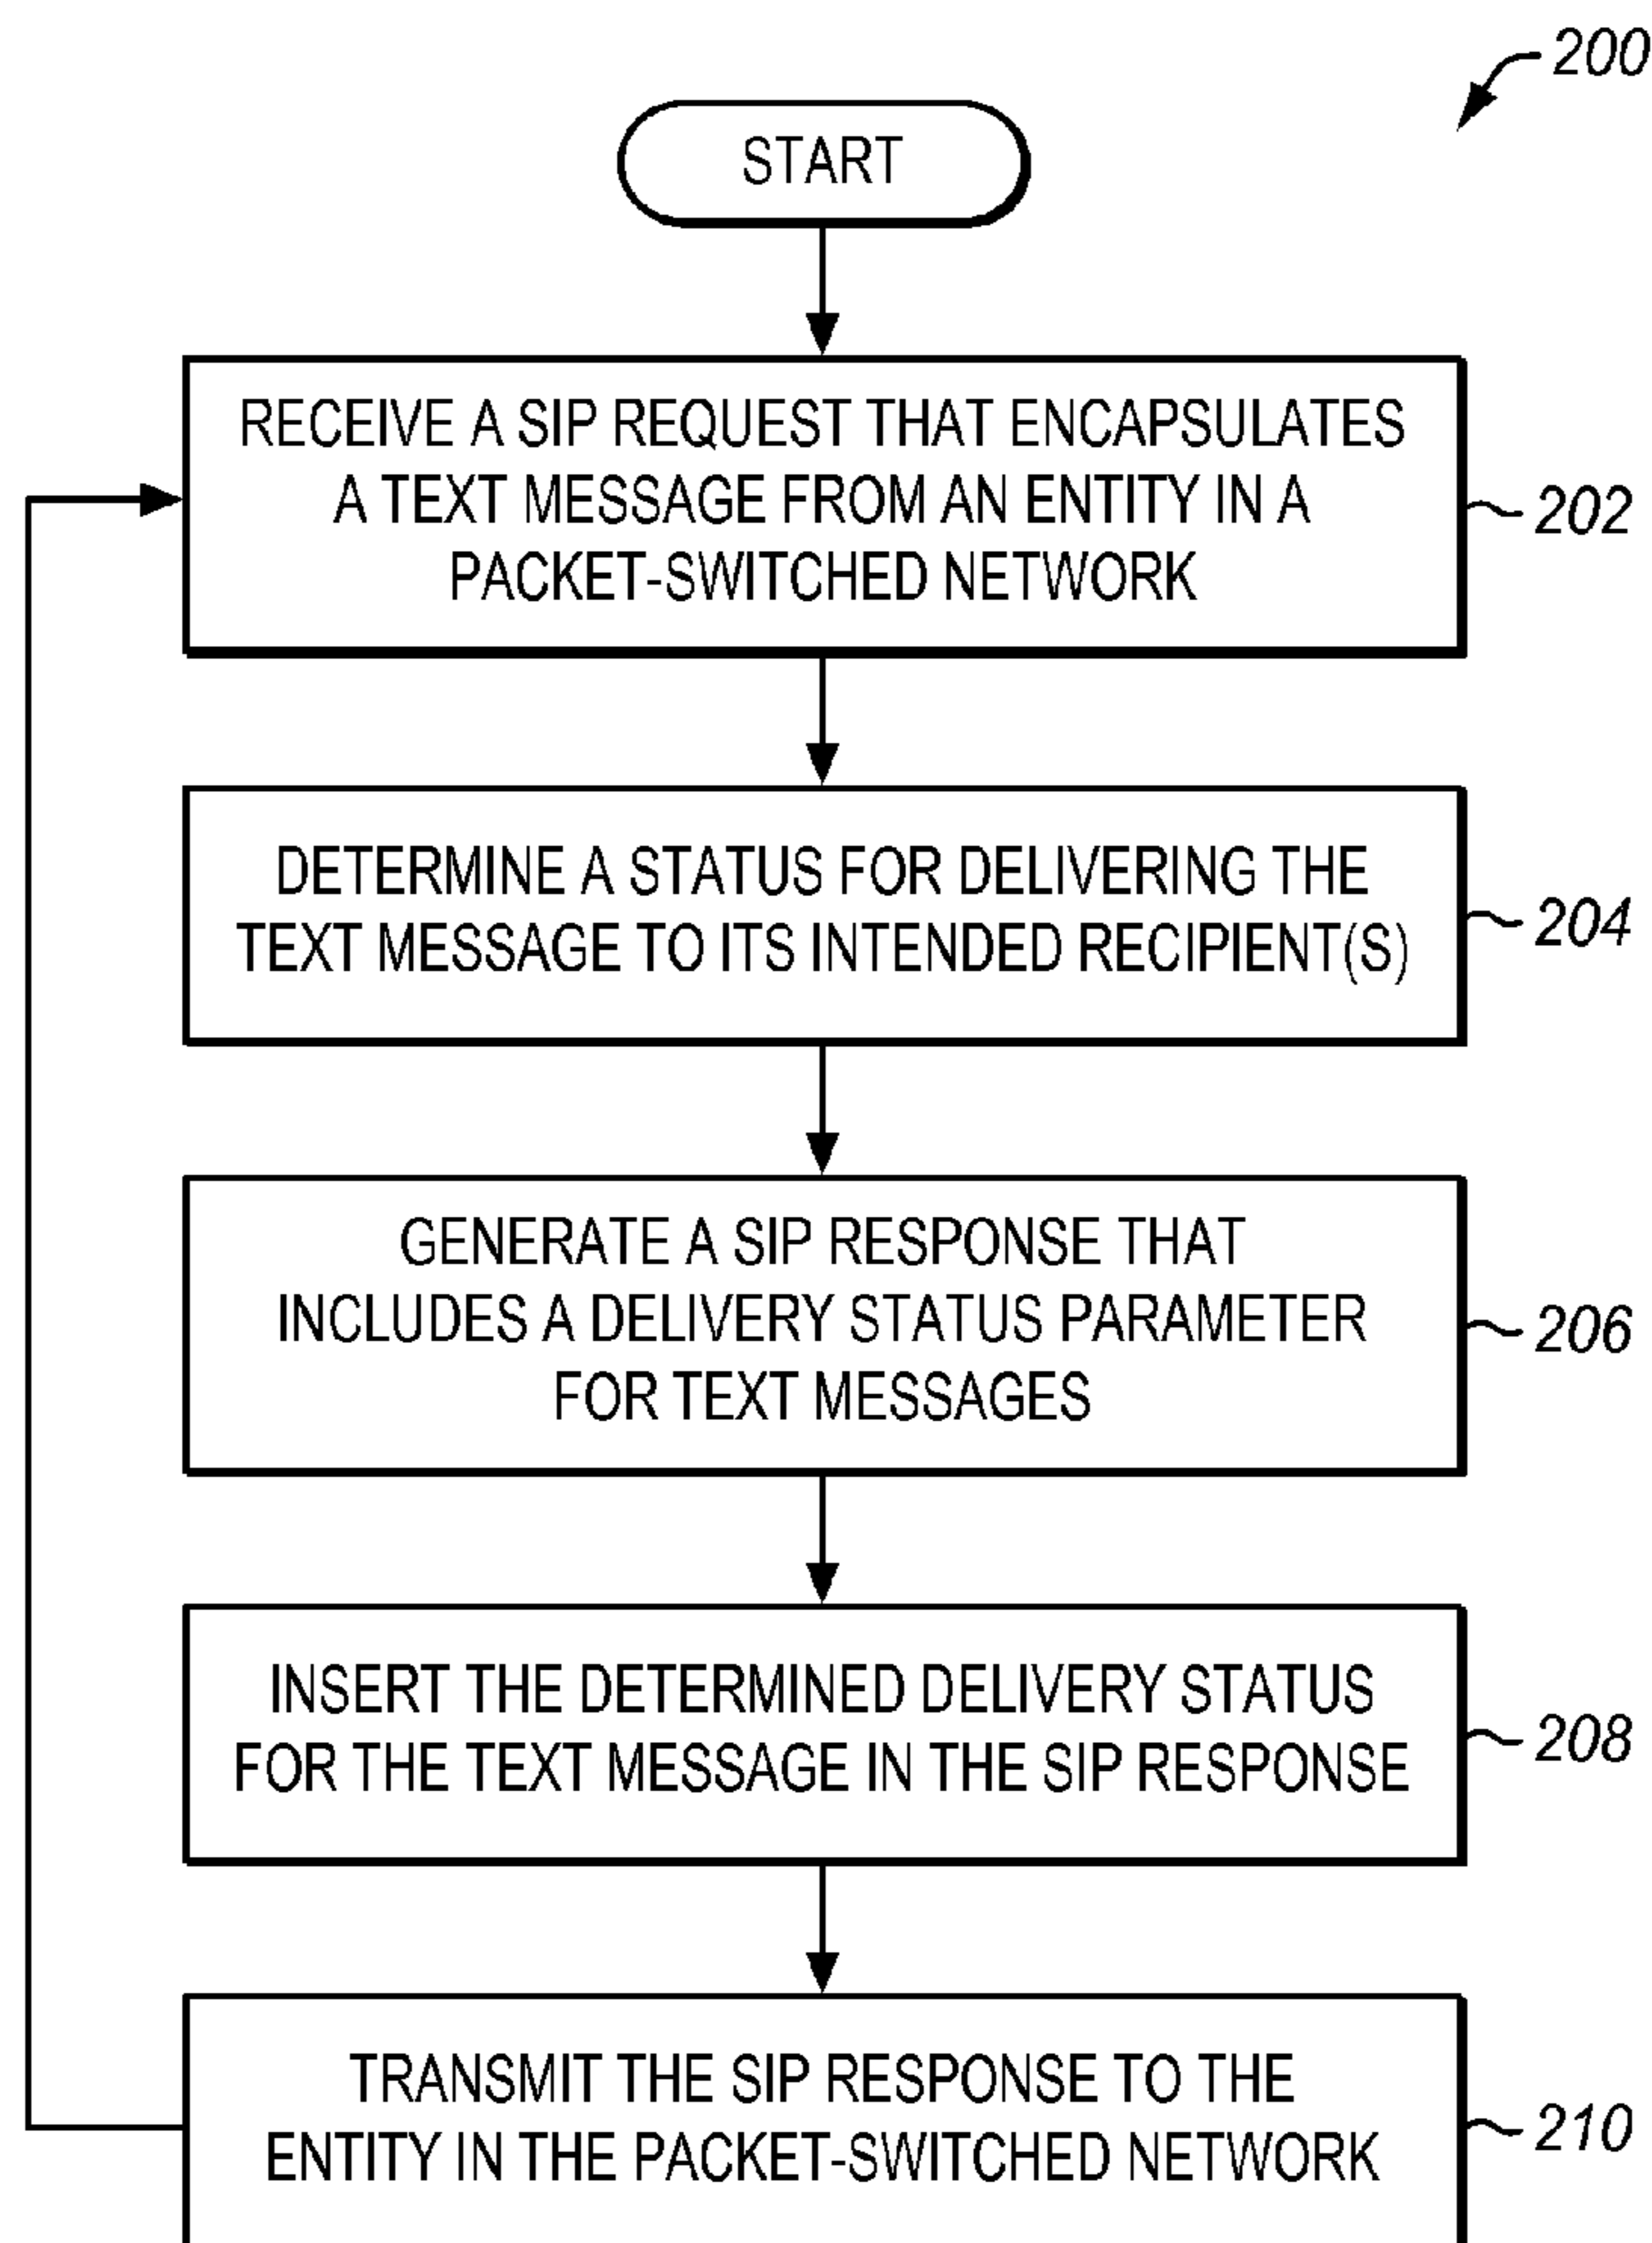 200
START
RECEIVE A SIP REQUEST THAT ENCAPSULATES
A TEXT MESSAGE FROM AN ENTITY IN A
PACKET-SWITCHED NETWORK
202
DETERMINE A STATUS FOR DELIVERING THE
TEXT MESSAGE TO ITS INTENDED RECIPIENT(S)
204
GENERATE A SIP RESPONSE THAT
INCLUDES A DELIVERY STATUS PARAMETER
FOR TEXT MESSAGES
206
INSERT THE DETERMINED DELIVERY STATUS
FOR THE TEXT MESSAGE IN THE SIP RESPONSE
208
TRANSMIT THE SIP RESPONSE TO THE
ENTITY IN THE PACKET-SWITCHED NETWORK
210